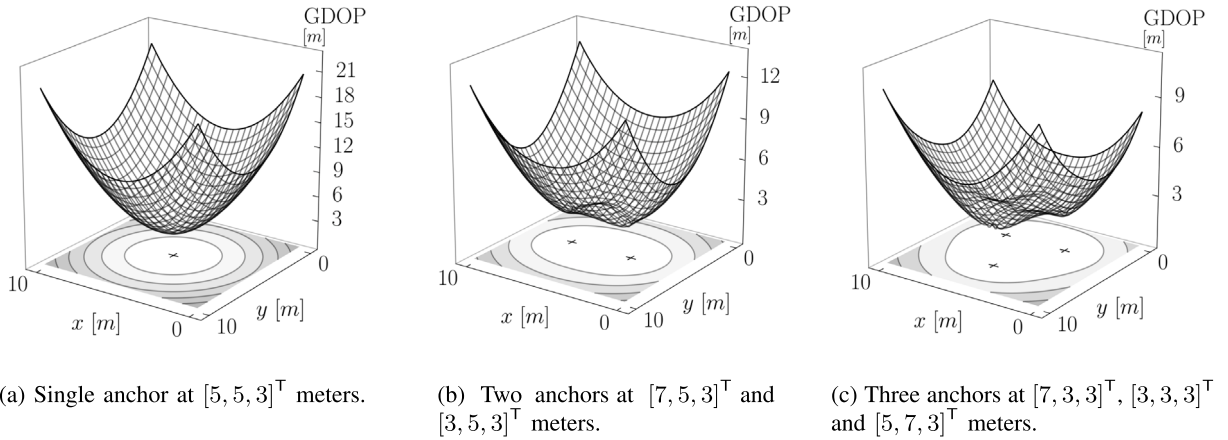 GDOP
[m]
21
18
15
12
9
6
3
10
x [m]
0
10
y [m]
0
GDOP
[m]
12
9
6
3
10
x [m]
0
10
y [m]
0
GDOP
[m]
9
6
3
10
x [m]
0
10
y [m]
0
(a) Single anchor at [5, 5, 3]ᵀ meters.
(b) Two anchors at [7, 5, 3]ᵀ and
[3, 5, 3]ᵀ meters.
(c) Three anchors at [7, 3, 3]ᵀ, [3, 3, 3]ᵀ
and [5, 7, 3]ᵀ meters.